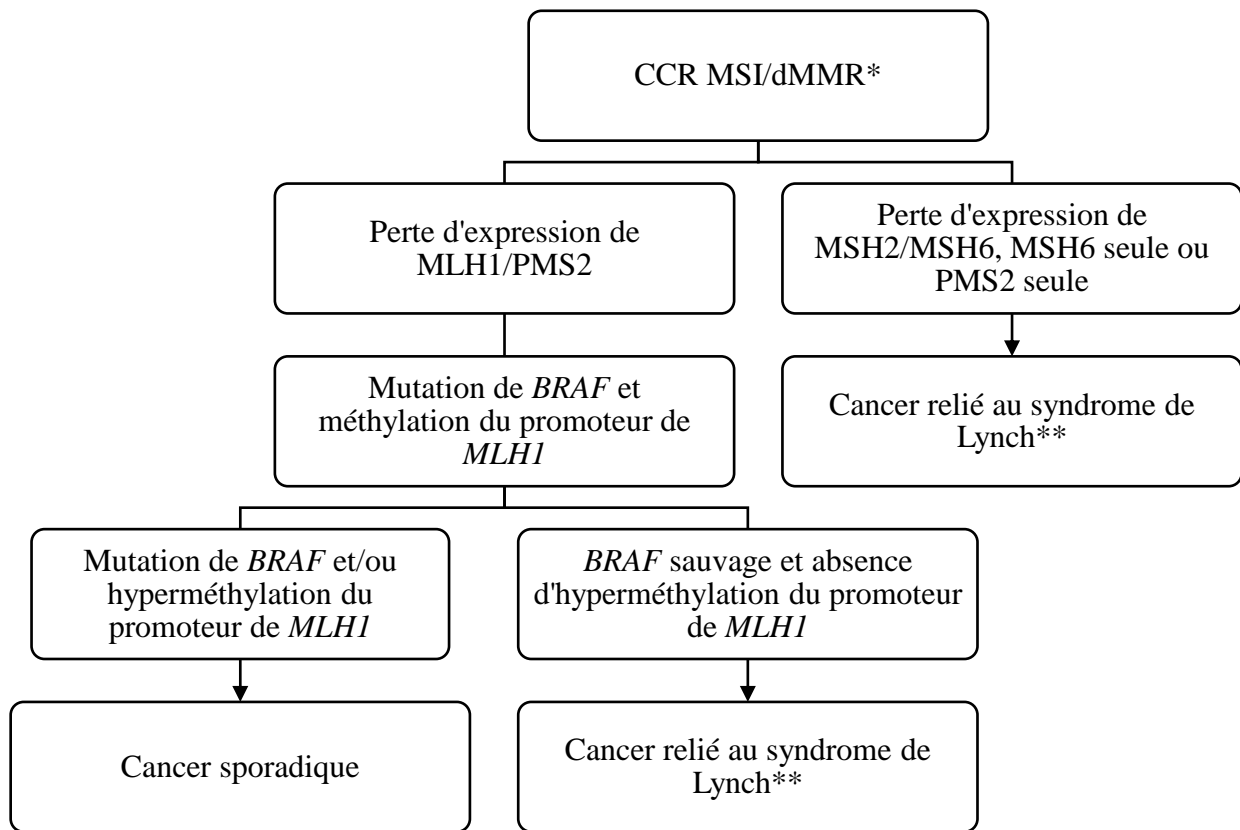 CCR MSI/dMMR*
Perte d'expression de
MLH1/PMS2
Perte d'expression de
MSH2/MSH6, MSH6 seule ou
PMS2 seule
Mutation de BRAF et
méthylation du promoteur de
MLH1
Cancer relié au syndrome de
Lynch**
Mutation de BRAF et/ou
hyperméthylation du
promoteur de MLH1
BRAF sauvage et absence
d'hyperméthylation du promoteur
de MLH1
Cancer sporadique
Cancer relié au syndrome de
Lynch**